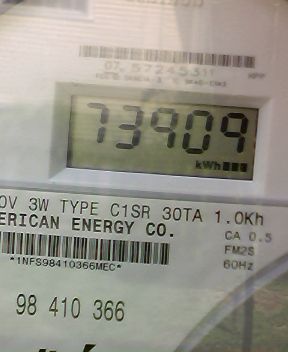 73909
kWh
0V 3W TYPE C1SR 30TA 1.0Kh
ERICAN ENERGY CO.
CA 0.5
FM2S
*1NFS98410366MEC*
60Hz
98 410 366